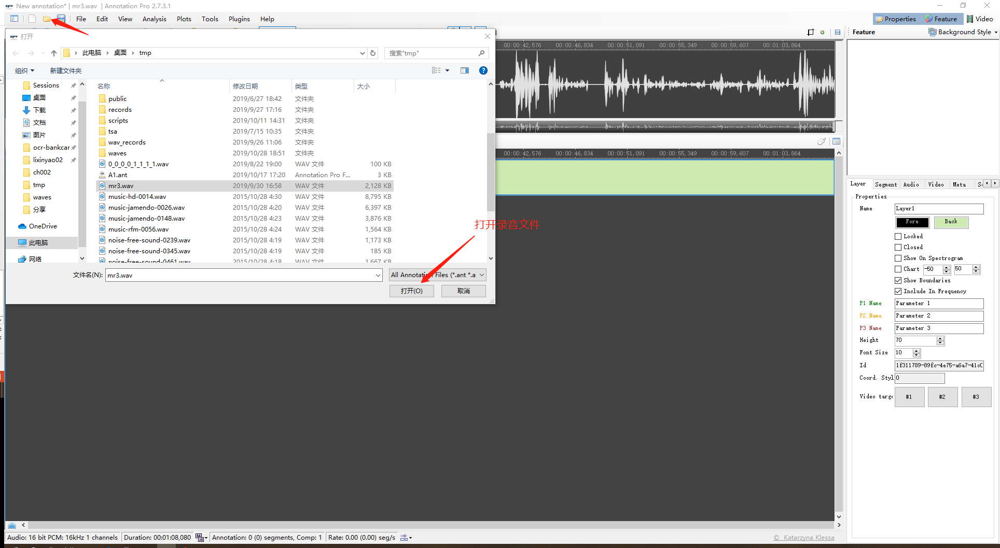 New annotation* | mr3.wav | Annotation Pro 2.7.3.1
File Edit View Analysis Plots Tools Plugins Help
Properties Feature Video
打开
Feature Background Style
此电脑 桌面 tmp
搜索"tmp"
00:00:42,576 00:00:46,834 00:00:51,091 00:00:55,349 00:00:59,607 00:01:03,864
组织 新建文件夹
名称 修改日期 类型 大小
Sessions
桌面
下载
文档
图片
ocr-bankcar
lixinyao02
ch002
tmp
waves
分享
OneDrive
此电脑
网络
public 2019/6/27 18:42 文件夹
records 2019/9/27 17:16 文件夹
scripts 2019/10/11 14:31 文件夹
tsa 2019/7/15 10:35 文件夹
wav_records 2019/9/26 11:06 文件夹
waves 2019/10/28 18:51 文件夹
0_0_0_0_1_1_1_1.wav 2019/8/22 19:00 WAV 文件 100 KB
A1.ant 2019/10/17 17:20 Annotation Pro F... 3 KB
mr3.wav 2019/9/30 16:58 WAV 文件 2,128 KB
music-hd-0014.wav 2015/10/28 4:30 WAV 文件 8,795 KB
music-jamendo-0026.wav 2015/10/28 4:20 WAV 文件 6,397 KB
music-jamendo-0148.wav 2015/10/28 4:23 WAV 文件 3,876 KB
music-rfm-0056.wav 2015/10/28 4:24 WAV 文件 1,564 KB
noise-free-sound-0239.wav 2015/10/28 4:19 WAV 文件 1,173 KB
noise-free-sound-0345.wav 2015/10/28 4:19 WAV 文件 185 KB
noise-free-sound-0461.wav 2015/10/28 4:18 WAV 文件 1,667 KB
文件名(N): mr3.wav
All Annotation Files (*.ant *.a
打开(O) 取消
打开录音文件
00:00:42,576 00:00:46,834 00:00:51,091 00:00:55,349 00:00:59,607 00:01:03,864
Layer Segment Audio Video Meta
Properties
Name Layer1
Fore Back
Locked
Closed
Show On Spectrogram
Chart -50 50
Show Boundaries
Include In Frequency
P1 Name Parameter 1
P2 Name Parameter 2
P3 Name Parameter 3
Height 70
Font Size 10
Id 1f311789-89fc-4e75-a6a7-41c0
Coord. Styl 0
Video targe #1 #2 #3
Audio: 16 bit PCM: 16kHz 1 channels Duration: 00:01:08,080 Annotation: 0 (0) segments, Comp: 1 Rate: 0.00 (0.00) seg/s
© Katarzyna Klessa